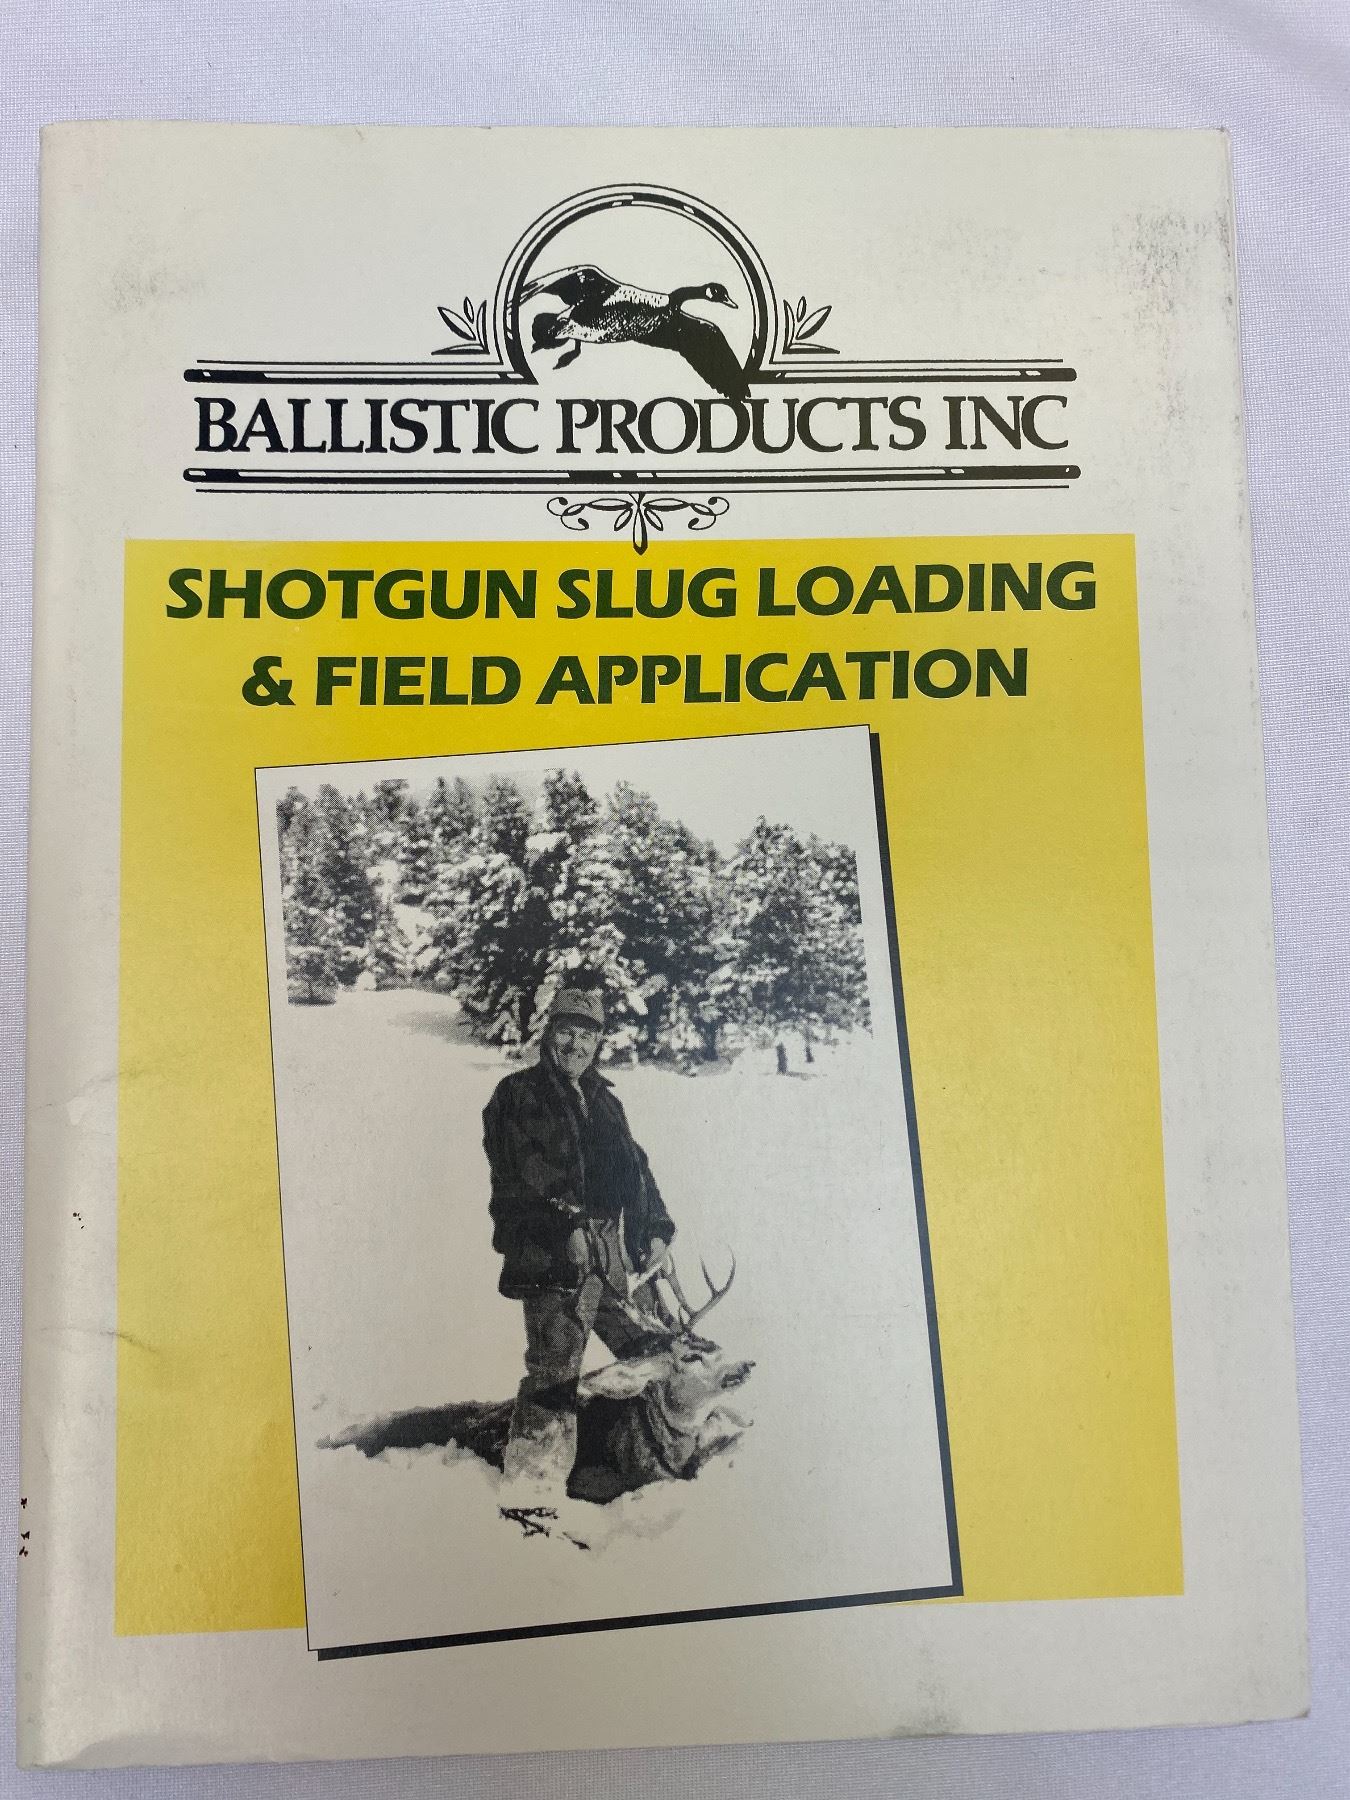 BALLISTIC PRODUCTS INC
SHOTGUN SLUG LOADING
& FIELD APPLICATION